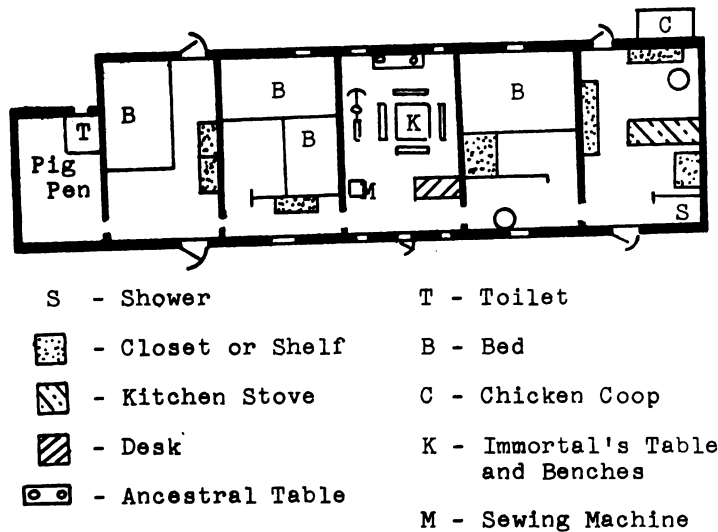 C
B
B
B
B
K
T
Pig
Pen
M
S
S - Shower
T - Toilet
- Closet or Shelf
B - Bed
- Kitchen Stove
C - Chicken Coop
- Desk
K - Immortal's Table
and Benches
- Ancestral Table
M - Sewing Machine